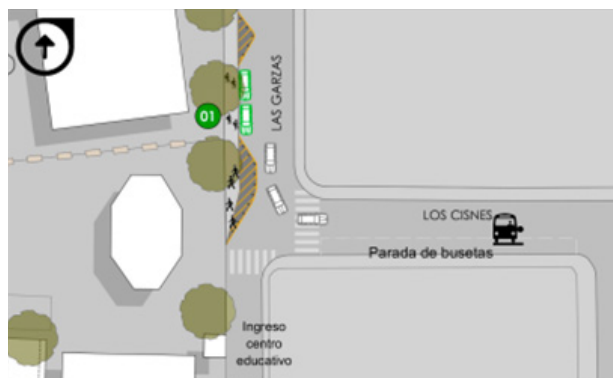 01
LAS GARZAS
LOS CISNES
Parada de busetas
Ingreso
centro
educativo